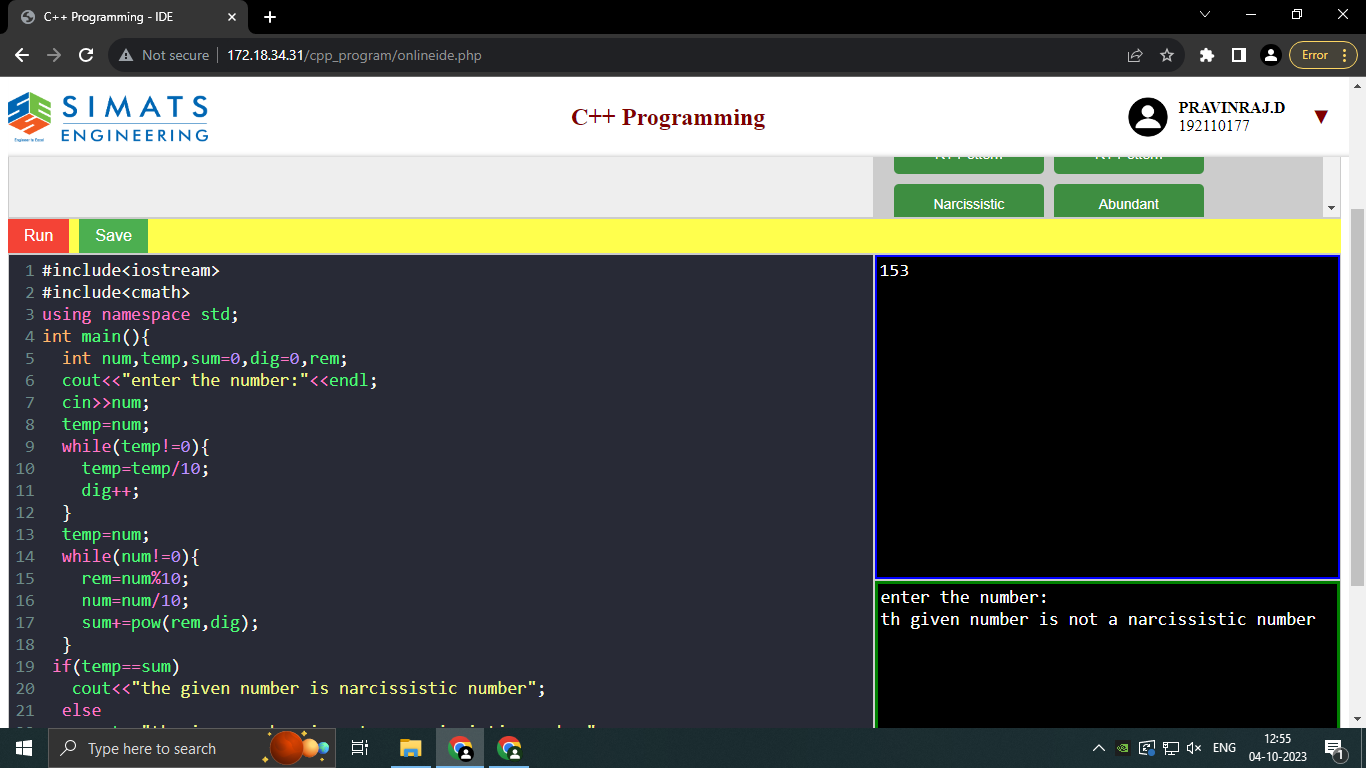 C++ Programming - IDE
Not secure
172.18.34.31/cpp_program/onlineide.php
Error
SIMATS
ENGINEERING
Engineer to Excel
C++ Programming
PRAVINRAJ.D
192110177
Narcissistic
Abundant
Run
Save
1 #include<iostream>
2 #include<cmath>
3 using namespace std;
4 int main(){
5 int num,temp,sum=0,dig=0,rem;
6 cout<<"enter the number:"<<endl;
7 cin>>num;
8 temp=num;
9 while(temp!=0){
10 temp=temp/10;
11 dig++;
12 }
13 temp=num;
14 while(num!=0){
15 rem=num%10;
16 num=num/10;
17 sum+=pow(rem,dig);
18 }
19 if(temp==sum)
20 cout<<"the given number is narcissistic number";
21 else
153
enter the number:
th given number is not a narcissistic number
Type here to search
ENG
12:55
04-10-2023
1